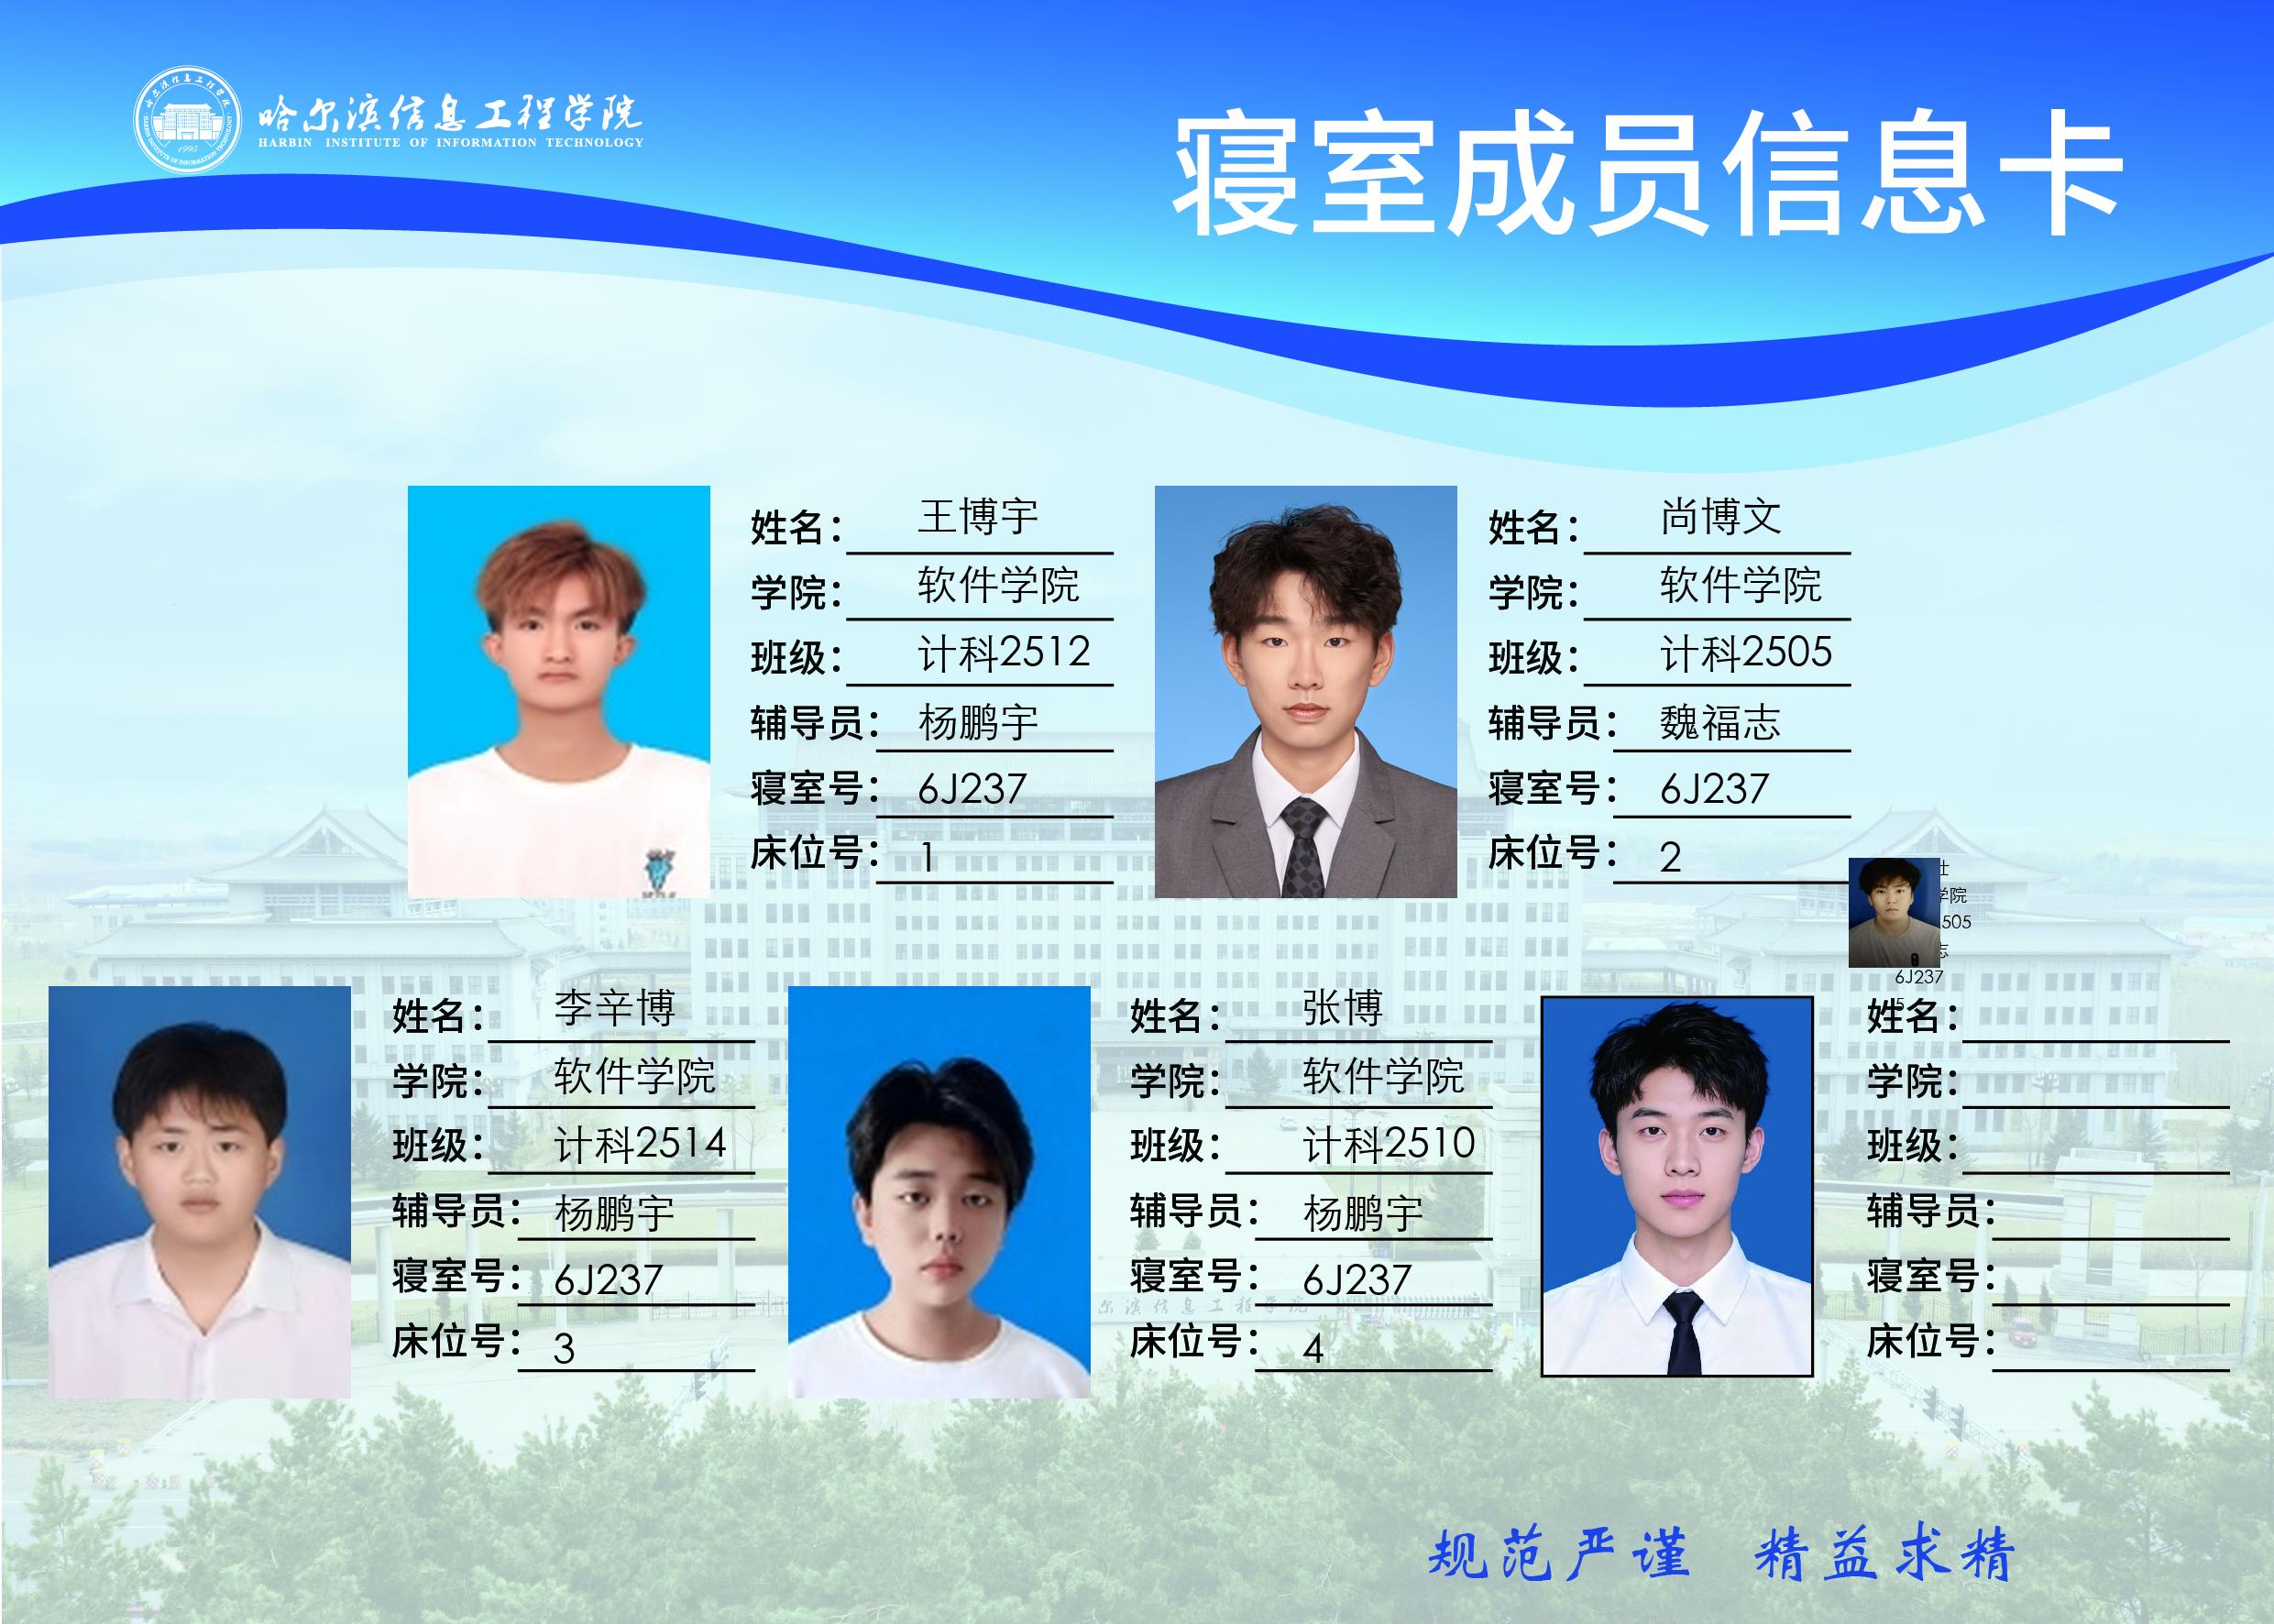 哈尔滨信息工程学院
HARBIN INSTITUTE OF INFORMATION TECHNOLOGY
1995
寝室成员信息卡
姓名： 王博宇
学院： 软件学院
班级： 计科2512
辅导员： 杨鹏宇
寝室号： 6J237
床位号： 1
姓名： 尚博文
学院： 软件学院
班级： 计科2505
辅导员： 魏福志
寝室号： 6J237
床位号： 2
学院
505
志
6J237
5
姓名： 李辛博
学院： 软件学院
班级： 计科2514
辅导员： 杨鹏宇
寝室号： 6J237
床位号： 3
姓名： 张博
学院： 软件学院
班级： 计科2510
辅导员： 杨鹏宇
寝室号： 6J237
床位号： 4
姓名：
学院：
班级：
辅导员：
寝室号：
床位号：
尔滨信息工程学院
规范严谨 精益求精